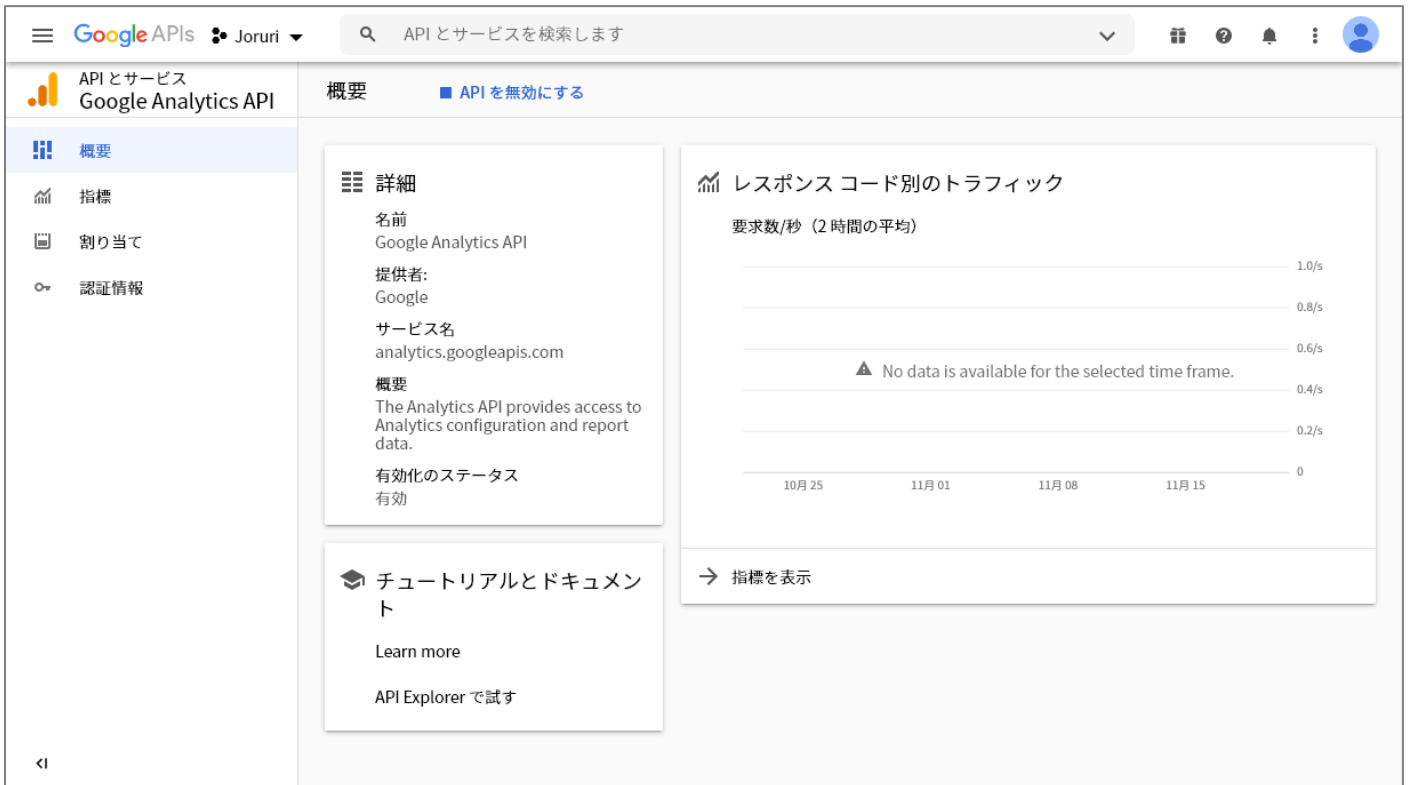 Google APIs Joruri APIとサービスを検索します
APIとサービス
Google Analytics API
概要 APIを無効にする
概要
指標
割り当て
認証情報
詳細
名前
Google Analytics API
提供者:
Google
サービス名
analytics.googleapis.com
概要
The Analytics API provides access to
Analytics configuration and report
data.
有効化のステータス
有効
チュートリアルとドキュメン
ト
Learn more
API Explorer で試す
レスポンス コード別のトラフィック
要求数/秒（2 時間の平均）
1.0/s
0.8/s
0.6/s
No data is available for the selected time frame.
0.4/s
0.2/s
0
10月 25 11月 01 11月 08 11月 15
指標を表示